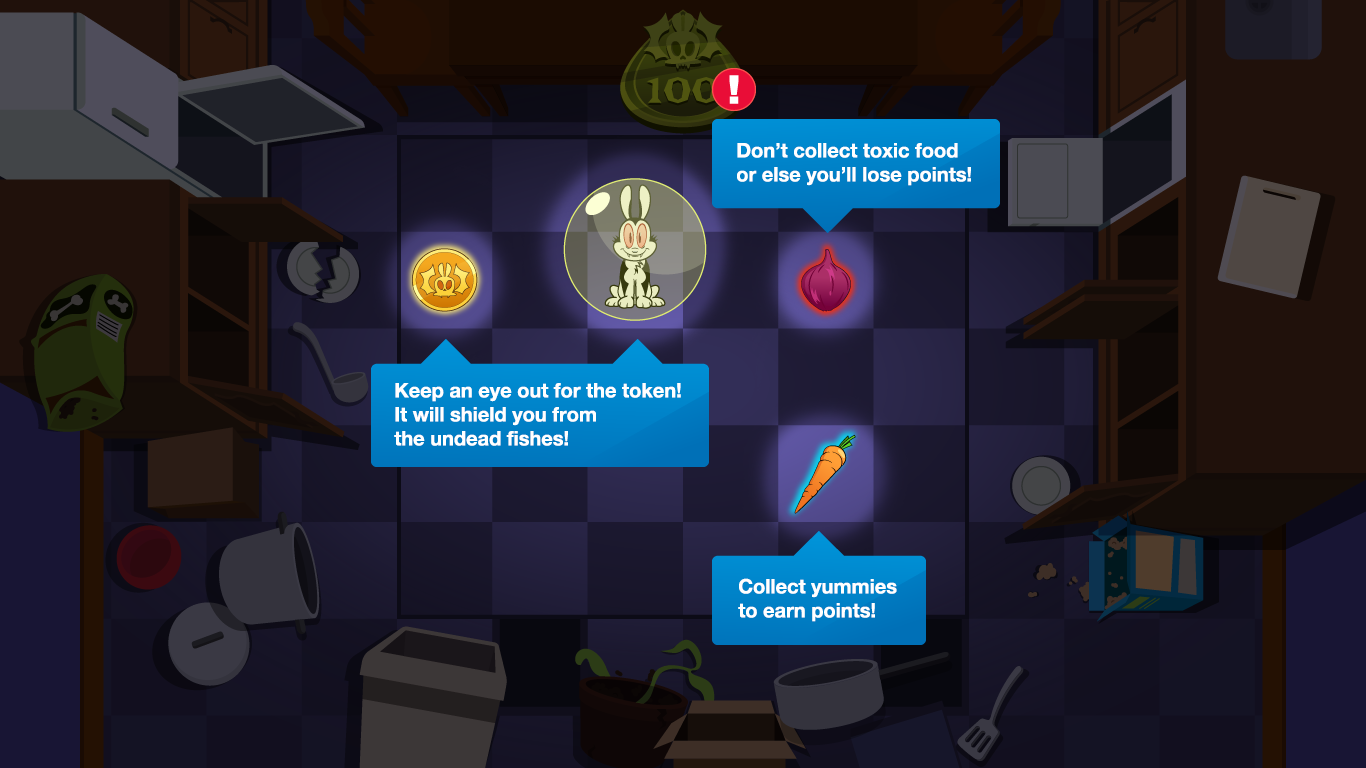 100
!
Don't collect toxic food
or else you'll lose points!
Keep an eye out for the token!
It will shield you from
the undead fishes!
Collect yummies
to earn points!